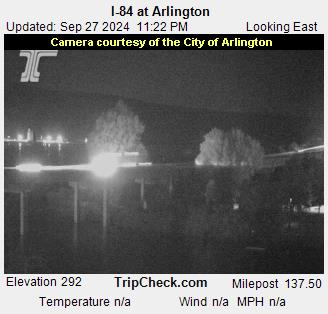 I-84 at Arlington
Updated: Sep 27 2024 11:22 PM Looking East
Camera courtesy of the City of Arlington
Elevation 292 TripCheck.com Milepost 137.50
Temperature n/a Wind n/a MPH n/a